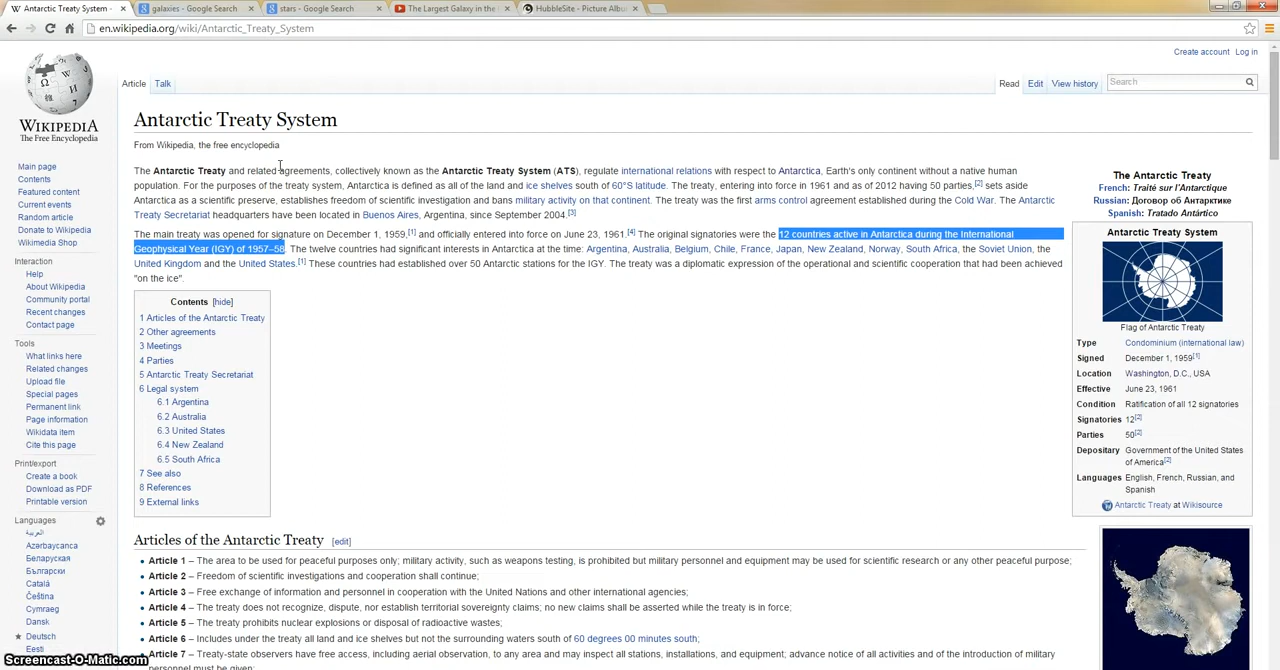 Antarctic Treaty System -
galaxies - Google Search
stars - Google Search
The Largest Galaxy in the
HubbleSite - Picture Albu
en.wikipedia.org/wiki/Antarctic_Treaty_System
Create account Log in
Article Talk
Read Edit View history Search
WIKIPEDIA
The Free Encyclopedia
Main page
Contents
Featured content
Current events
Random article
Donate to Wikipedia
Wikimedia Shop
Interaction
Help
About Wikipedia
Community portal
Recent changes
Contact page
Tools
What links here
Related changes
Upload file
Special pages
Permanent link
Page information
Wikidata item
Cite this page
Print/export
Create a book
Download as PDF
Printable version
Languages
العربية
Azərbaycanca
Беларуская
Български
Català
Čeština
Cymraeg
Dansk
Deutsch
Eesti
Antarctic Treaty System
From Wikipedia, the free encyclopedia
The Antarctic Treaty and related agreements, collectively known as the Antarctic Treaty System (ATS), regulate international relations with respect to Antarctica, Earth's only continent without a native human
population. For the purposes of the treaty system, Antarctica is defined as all of the land and ice shelves south of 60°S latitude. The treaty, entering into force in 1961 and as of 2012 having 50 parties,[2] sets aside
Antarctica as a scientific preserve, establishes freedom of scientific investigation and bans military activity on that continent. The treaty was the first arms control agreement established during the Cold War. The Antarctic
Treaty Secretariat headquarters have been located in Buenos Aires, Argentina, since September 2004.[3]
The main treaty was opened for signature on December 1, 1959,[1] and officially entered into force on June 23, 1961.[4] The original signatories were the 12 countries active in Antarctica during the International
Geophysical Year (IGY) of 1957–58. The twelve countries had significant interests in Antarctica at the time: Argentina, Australia, Belgium, Chile, France, Japan, New Zealand, Norway, South Africa, the Soviet Union, the
United Kingdom and the United States.[1] These countries had established over 50 Antarctic stations for the IGY. The treaty was a diplomatic expression of the operational and scientific cooperation that had been achieved
"on the ice".
Contents [hide]
1 Articles of the Antarctic Treaty
2 Other agreements
3 Meetings
4 Parties
5 Antarctic Treaty Secretariat
6 Legal system
6.1 Argentina
6.2 Australia
6.3 United States
6.4 New Zealand
6.5 South Africa
7 See also
8 References
9 External links
Articles of the Antarctic Treaty [edit]
• Article 1 – The area to be used for peaceful purposes only; military activity, such as weapons testing, is prohibited but military personnel and equipment may be used for scientific research or any other peaceful purpose;
• Article 2 – Freedom of scientific investigations and cooperation shall continue;
• Article 3 – Free exchange of information and personnel in cooperation with the United Nations and other international agencies;
• Article 4 – The treaty does not recognize, dispute, nor establish territorial sovereignty claims; no new claims shall be asserted while the treaty is in force;
• Article 5 – The treaty prohibits nuclear explosions or disposal of radioactive wastes;
• Article 6 – Includes under the treaty all land and ice shelves but not the surrounding waters south of 60 degrees 00 minutes south;
• Article 7 – Treaty-state observers have free access, including aerial observation, to any area and may inspect all stations, installations, and equipment; advance notice of all activities and of the introduction of military
personnel must be given;
The Antarctic Treaty
French: Traité sur l'Antarctique
Russian: Договор об Антарктике
Spanish: Tratado Antártico
Antarctic Treaty System
Flag of Antarctic Treaty
Type Condominium (international law)
Signed December 1, 1959[1]
Location Washington, D.C., USA
Effective June 23, 1961
Condition Ratification of all 12 signatories
Signatories 12[2]
Parties 50[2]
Depositary Government of the United States
of America[2]
Languages English, French, Russian, and
Spanish
Antarctic Treaty at Wikisource
Screencast-O-Matic.com